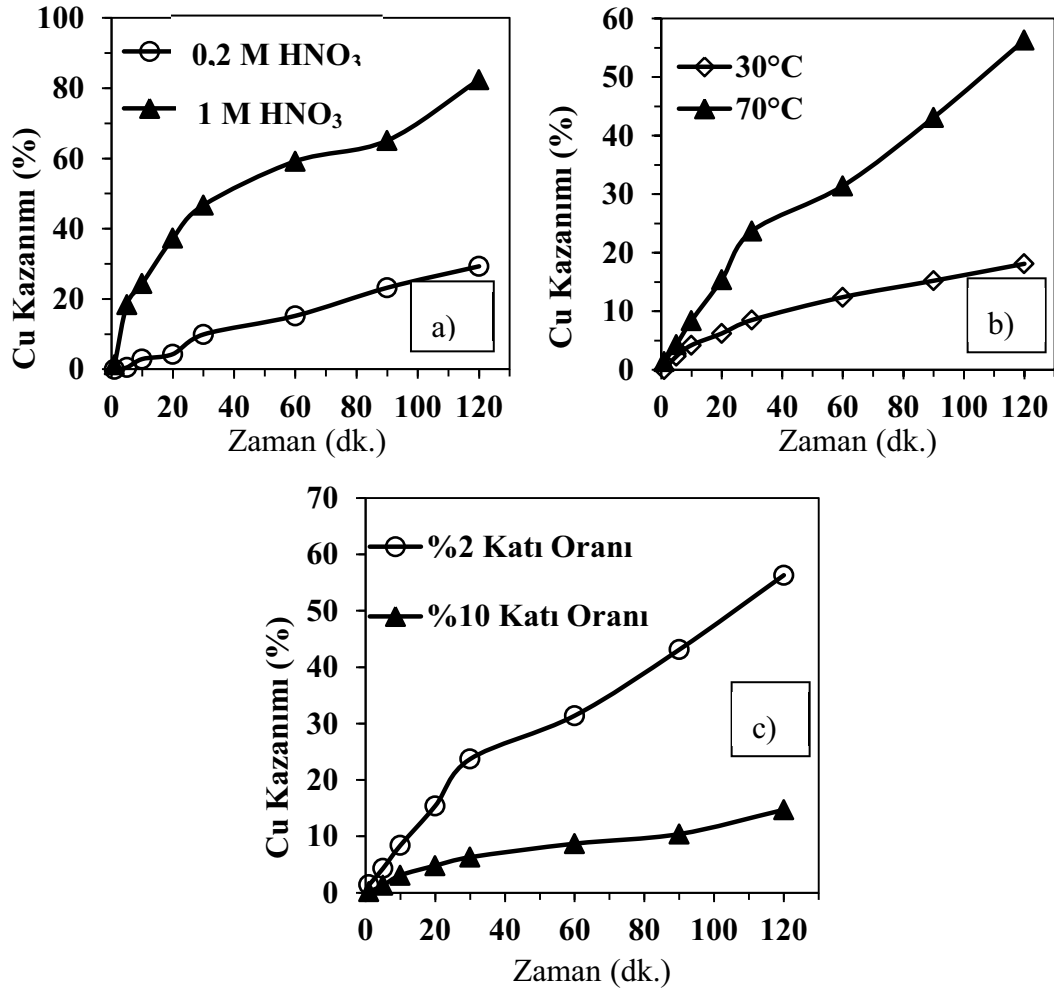 Cu Kazanımı (%)
100
80
60
40
20
0
0,2 M HNO₃
1 M HNO₃
a)
0 20 40 60 80 100 120
Zaman (dk.)
Cu Kazanımı (%)
60
50
40
30
20
10
0
30°C
70°C
b)
0 20 40 60 80 100 120
Zaman (dk.)
Cu Kazanımı (%)
70
60
50
40
30
20
10
0
%2 Katı Oranı
%10 Katı Oranı
c)
0 20 40 60 80 100 120
Zaman (dk.)